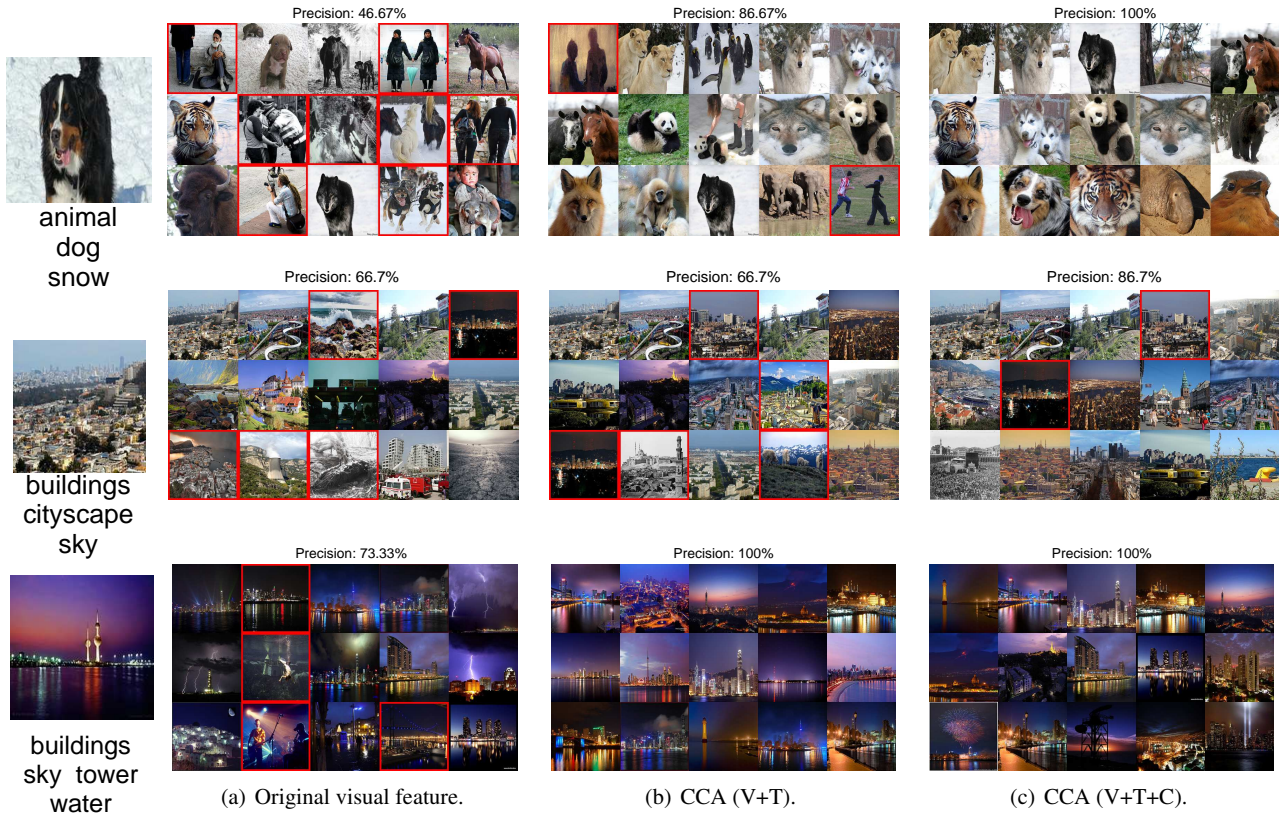 Precision: 46.67%
Precision: 86.67%
Precision: 100%
animal
dog
snow
Precision: 66.7%
Precision: 66.7%
Precision: 86.7%
buildings
cityscape
sky
Precision: 73.33%
Precision: 100%
Precision: 100%
buildings
sky tower
water
(a) Original visual feature.
(b) CCA (V+T).
(c) CCA (V+T+C).